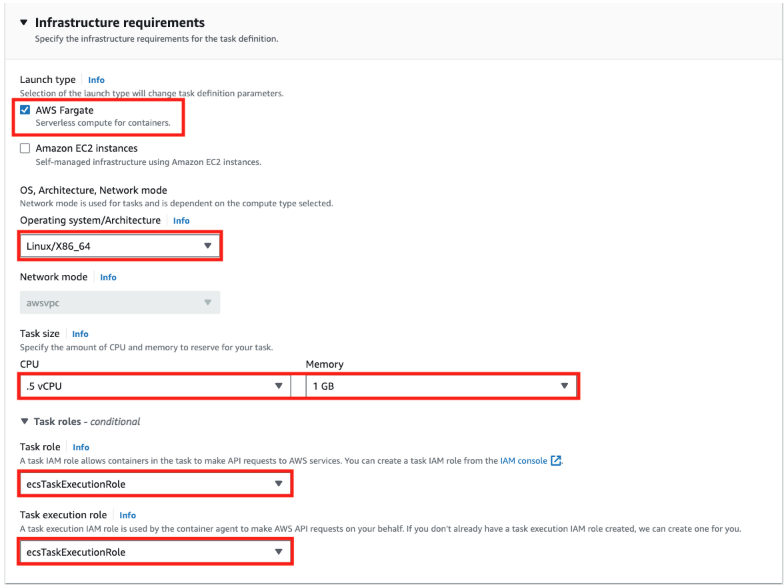 Infrastructure requirements
Specify the infrastructure requirements for the task definition.
Launch type Info
Selection of the launch type will change task definition parameters.
AWS Fargate
Serverless compute for containers.
Amazon EC2 instances
Self-managed infrastructure using Amazon EC2 instances.
OS, Architecture, Network mode
Network mode is used for tasks and is dependent on the compute type selected.
Operating system/Architecture Info
Linux/X86_64
Network mode Info
awsvpc
Task size Info
Specify the amount of CPU and memory to reserve for your task.
CPU Memory
.5 vCPU 1 GB
Task roles - conditional
Task role Info
A task IAM role allows containers in the task to make API requests to AWS services. You can create a task IAM role from the IAM console.
ecsTaskExecutionRole
Task execution role Info
A task execution IAM role is used by the container agent to make AWS API requests on your behalf. If you don't already have a task execution IAM role created, we can create one for you.
ecsTaskExecutionRole